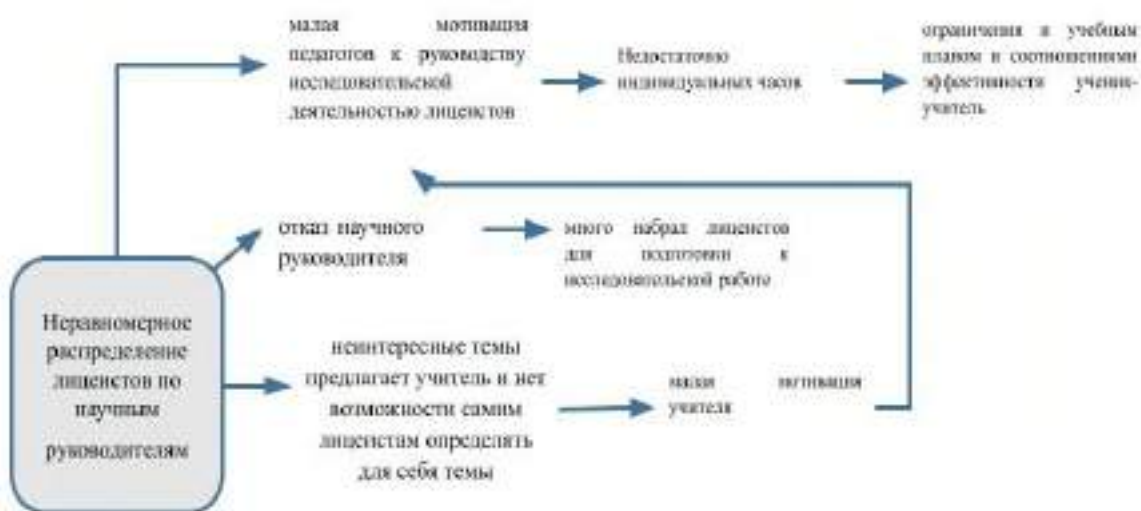 малая мотивация
педагогов к руководству
исследовательской
деятельностью лицеистов
Недостаточно
индивидуальных часов
ограничения в учебным
планом и соотношениями
эффективности ученик-
учитель
отказ научного
руководителя
много набрал лицеистов
для подготовки к
исследовательской работе
Неравномерное
распределение
лицеистов по
научным
руководителям
неинтересные темы
предлагает учитель и нет
возможности самим
лицеистам определять
для себя темы
малая мотивация
учителя